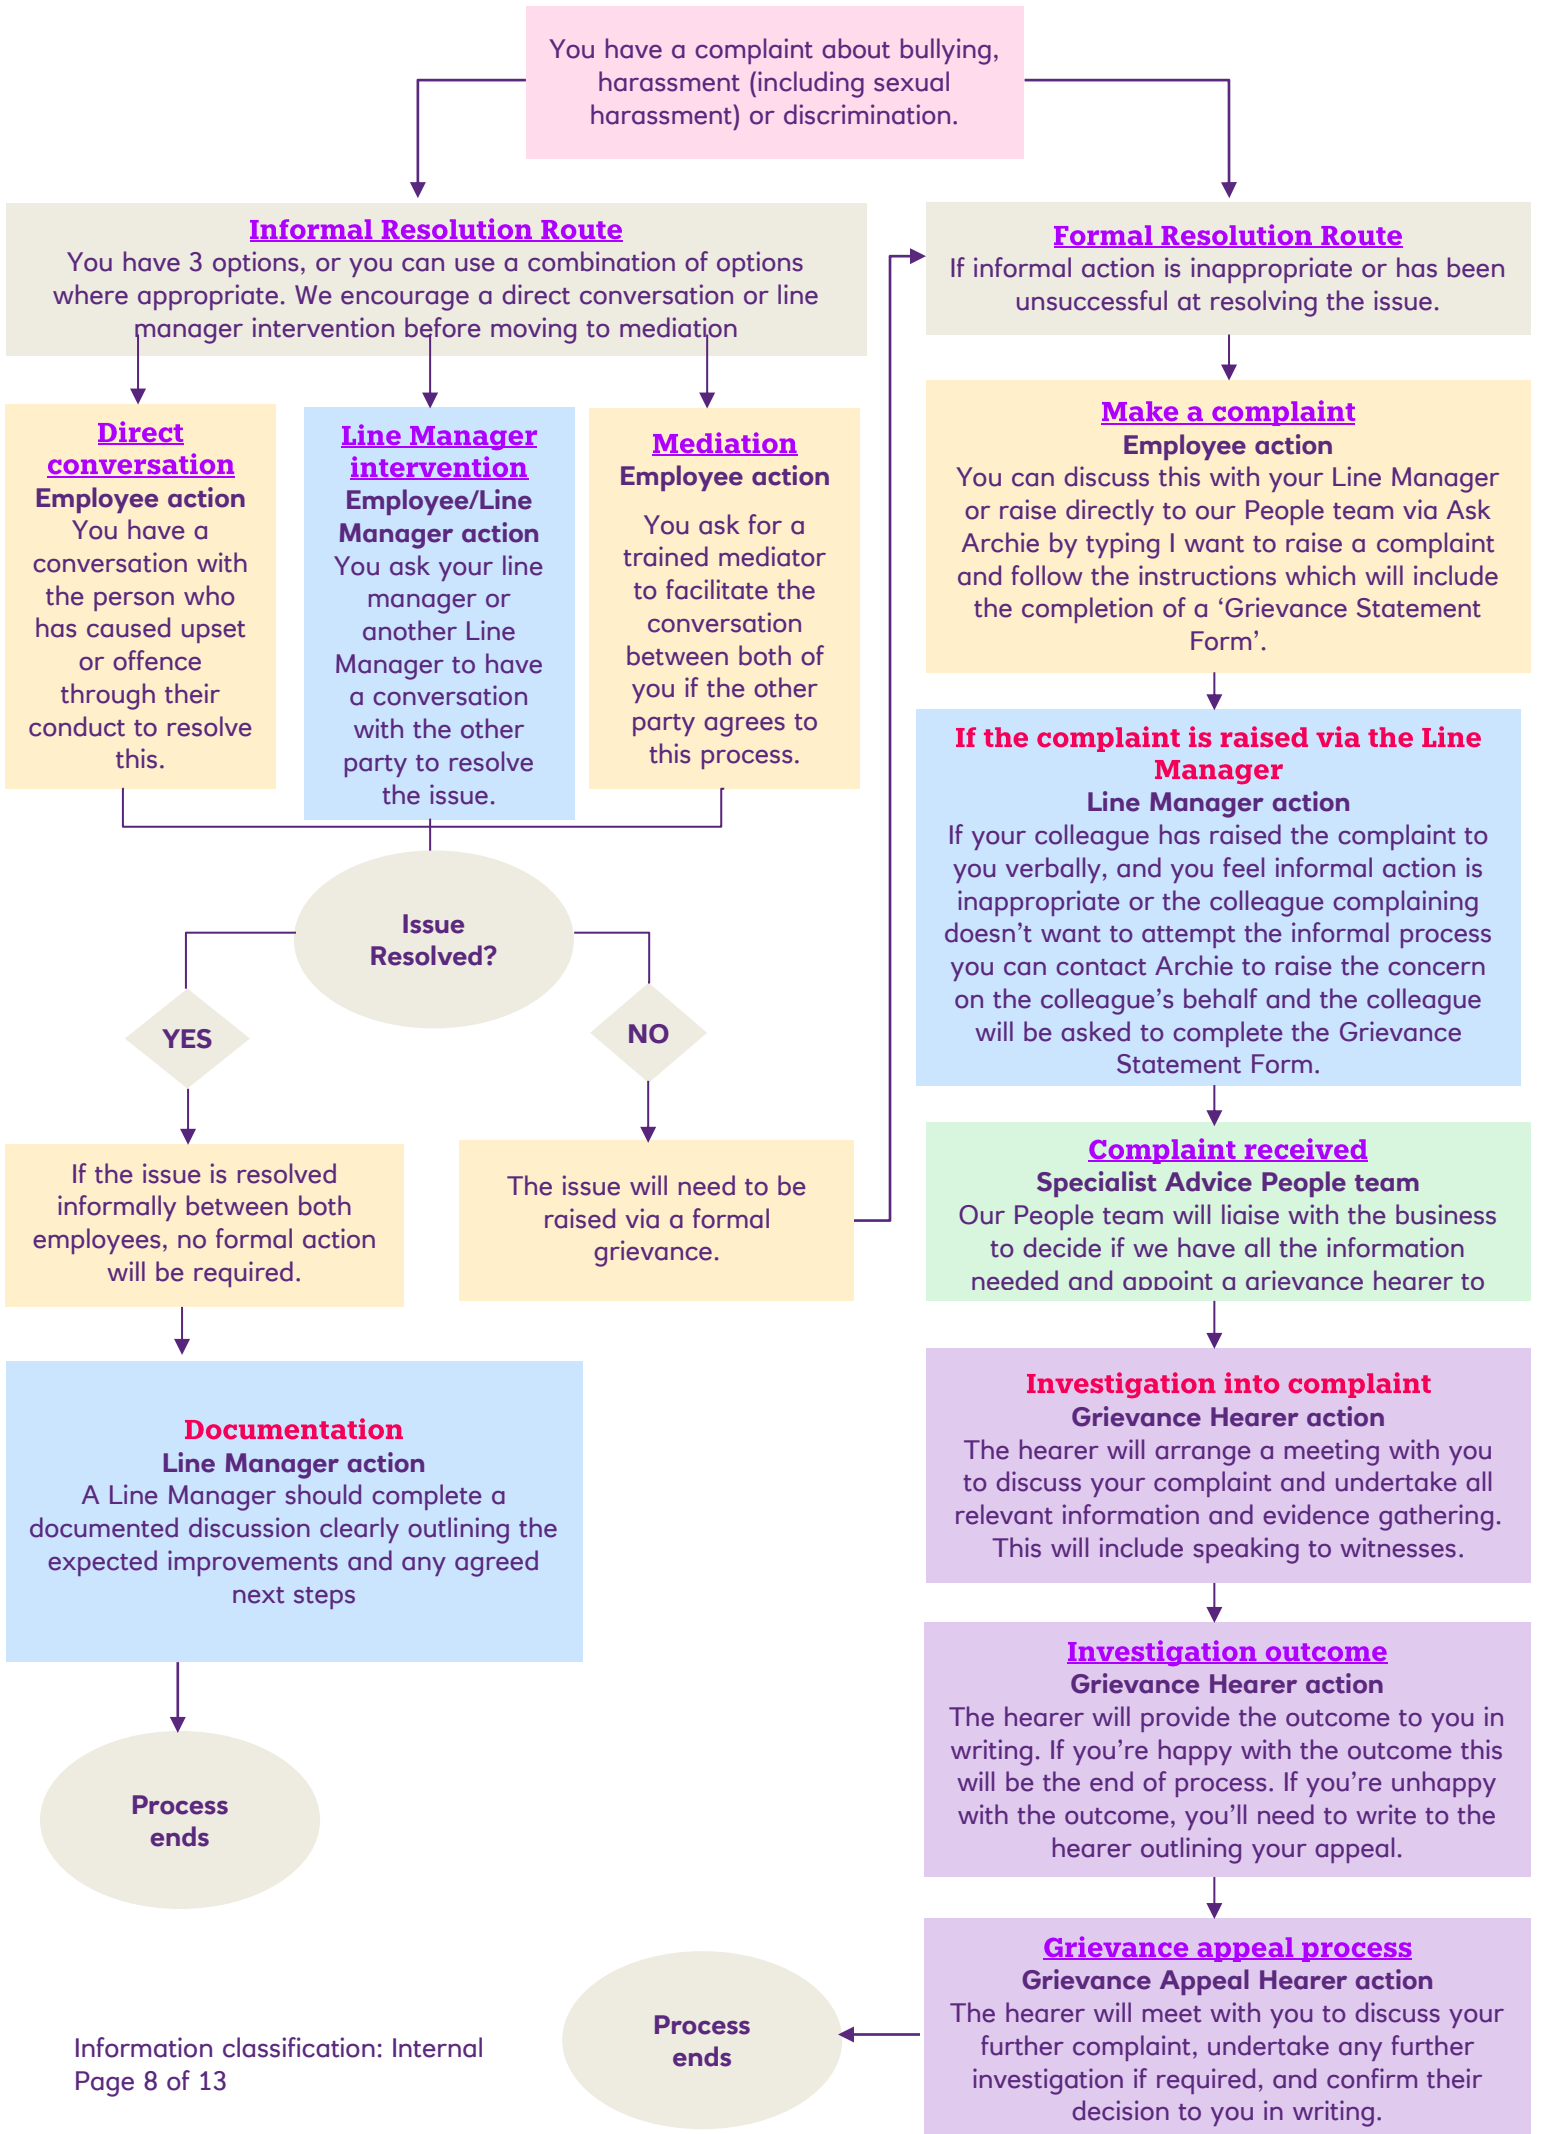 You have a complaint about bullying,
harassment (including sexual
harassment) or discrimination.
Informal Resolution Route
You have 3 options, or you can use a combination of options
where appropriate. We encourage a direct conversation or line
manager intervention before moving to mediation
Direct
conversation
Employee action
You have a
conversation with
the person who
has caused upset
or offence
through their
conduct to resolve
this.
Line Manager
intervention
Employee/Line
Manager action
You ask your line
manager or
another Line
Manager to have
a conversation
with the other
party to resolve
the issue.
Mediation
Employee action
You ask for a
trained mediator
to facilitate the
conversation
between both of
you if the other
party agrees to
this process.
Issue
Resolved?
YES
NO
If the issue is resolved
informally between both
employees, no formal action
will be required.
The issue will need to be
raised via a formal
grievance.
Documentation
Line Manager action
A Line Manager should complete a
documented discussion clearly outlining the
expected improvements and any agreed
next steps
Process
ends
Formal Resolution Route
If informal action is inappropriate or has been
unsuccessful at resolving the issue.
Make a complaint
Employee action
You can discuss this with your Line Manager
or raise directly to our People team via Ask
Archie by typing I want to raise a complaint
and follow the instructions which will include
the completion of a ‘Grievance Statement
Form’.
If the complaint is raised via the Line
Manager
Line Manager action
If your colleague has raised the complaint to
you verbally, and you feel informal action is
inappropriate or the colleague complaining
doesn’t want to attempt the informal process
you can contact Archie to raise the concern
on the colleague’s behalf and the colleague
will be asked to complete the Grievance
Statement Form.
Complaint received
Specialist Advice People team
Our People team will liaise with the business
to decide if we have all the information
needed and appoint a grievance hearer to
Investigation into complaint
Grievance Hearer action
The hearer will arrange a meeting with you
to discuss your complaint and undertake all
relevant information and evidence gathering.
This will include speaking to witnesses.
Investigation outcome
Grievance Hearer action
The hearer will provide the outcome to you in
writing. If you’re happy with the outcome this
will be the end of process. If you’re unhappy
with the outcome, you’ll need to write to the
hearer outlining your appeal.
Grievance appeal process
Grievance Appeal Hearer action
The hearer will meet with you to discuss your
further complaint, undertake any further
investigation if required, and confirm their
decision to you in writing.
Process
ends
Information classification: Internal
Page 8 of 13